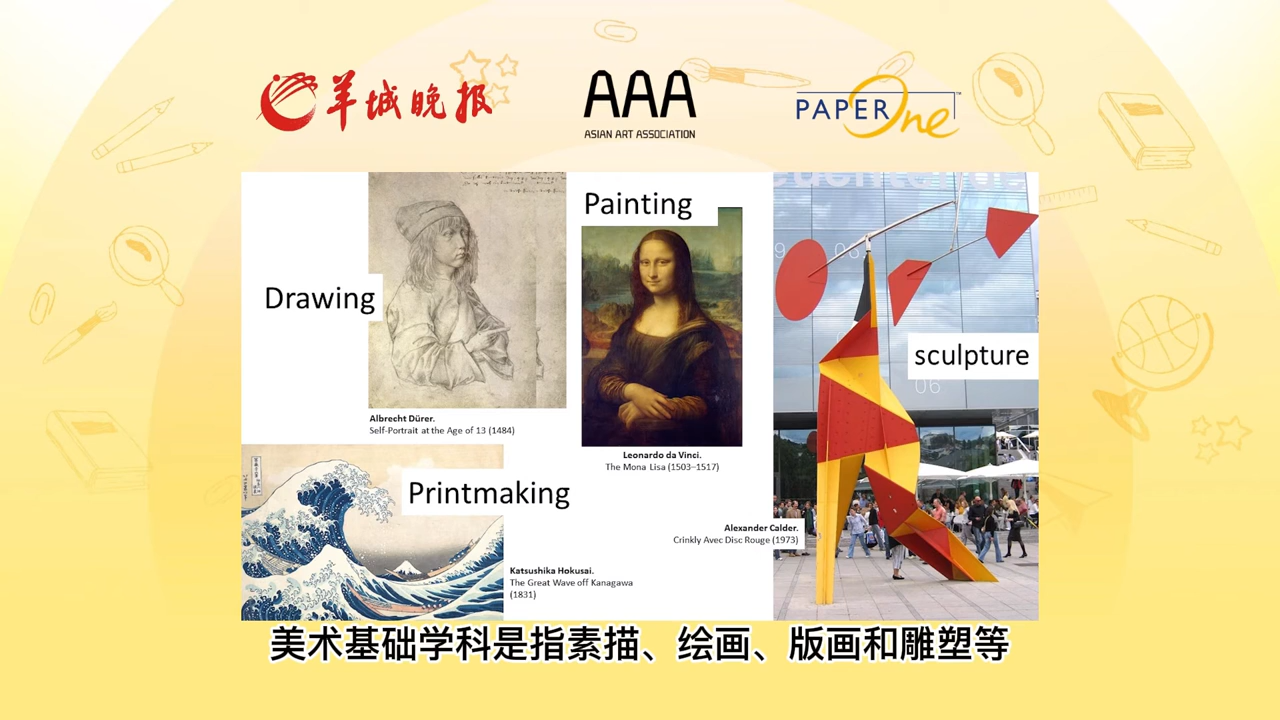 羊城晚报
AAA
ASIAN ART ASSOCIATION
PAPER One
Drawing
Painting
sculpture
Albrecht Dürer.
Self-Portrait at the Age of 13 (1484)
Leonardo da Vinci.
The Mona Lisa (1503–1517)
Printmaking
Alexander Calder.
Crinkly Avec Disc Rouge (1973)
Katsushika Hokusai.
The Great Wave off Kanagawa
(1831)
06
美术基础学科是指素描、绘画、版画和雕塑等